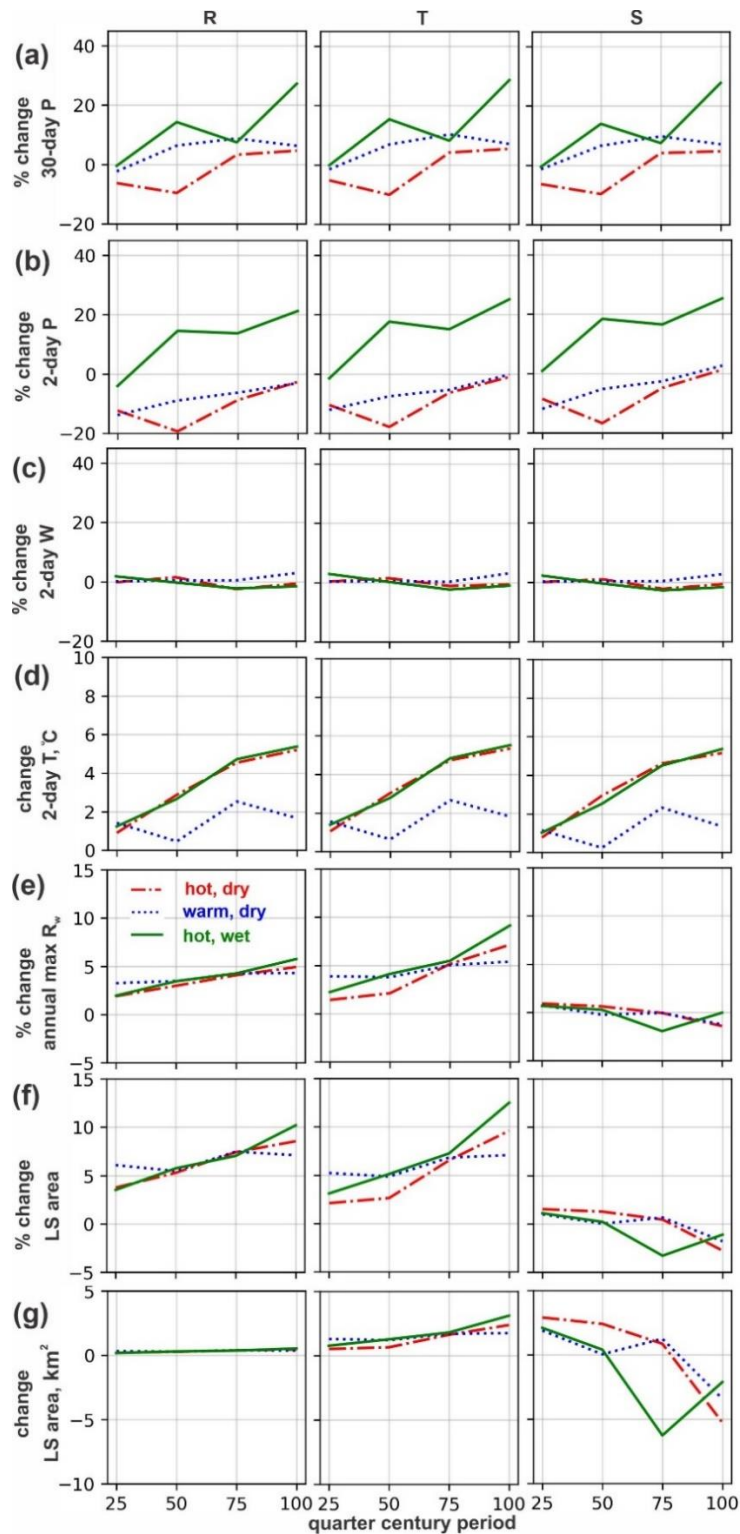 R T S
(a)
% change
30-day P
40
20
0
−20
(b)
% change
2-day P
40
20
0
−20
(c)
% change
2-day W
40
20
0
−20
(d)
change
2-day T, °C
10
8
6
4
2
0
(e)
% change
annual max Rw
15
10
5
0
−5
hot, dry
warm, dry
hot, wet
(f)
% change
LS area
15
10
5
0
−5
(g)
change
LS area, km²
5
0
−5
−10
25 50 75 100 25 50 75 100 25 50 75 100
quarter century period